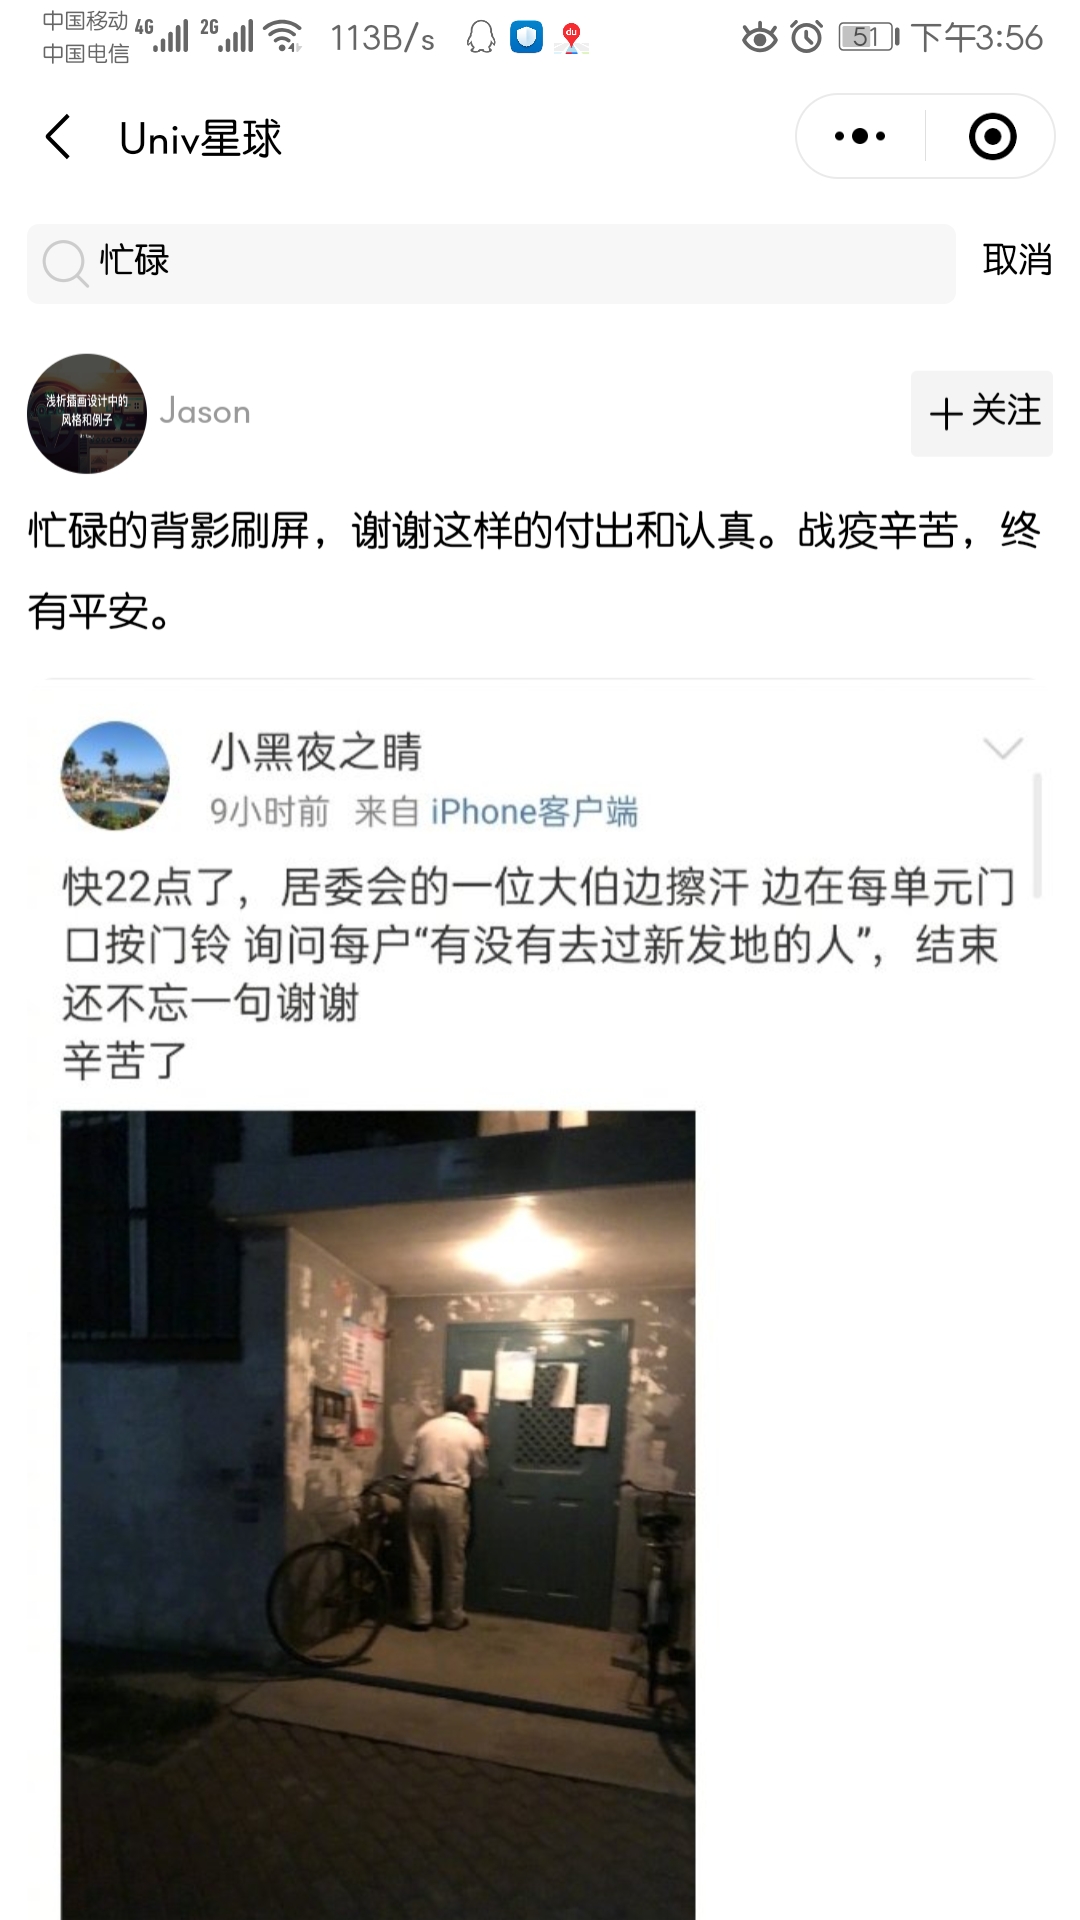 中国移动 4G 2G 113B/s 51 下午3:56
中国电信
Univ星球
忙碌 取消
浅析插画设计中的
风格和例子
Jason
关注
忙碌的背影刷屏，谢谢这样的付出和认真。战疫辛苦，终
有平安。
小黑夜之晴
9小时前 来自 iPhone客户端
快22点了，居委会的一位大伯边擦汗 边在每单元门
口按门铃 询问每户“有没有去过新发地的人”，结束
还不忘一句谢谢
辛苦了